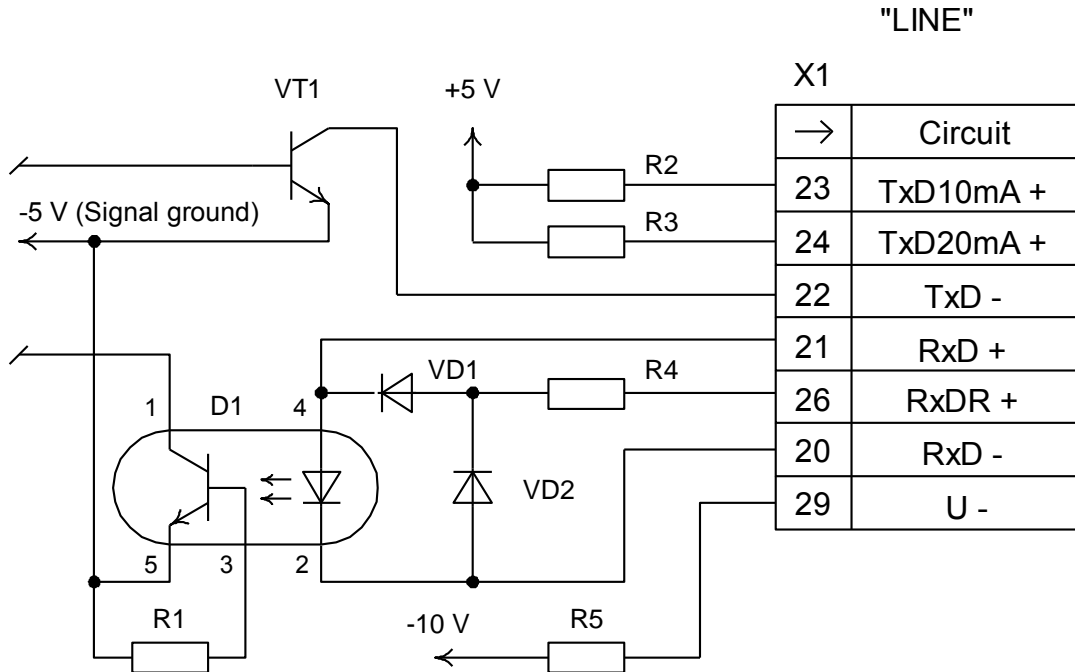 "LINE"
X1
VT1
+5 V
→ Circuit
R2
23 TxD10mA +
-5 V (Signal ground)
R3
24 TxD20mA +
22 TxD -
21 RxD +
VD1
R4
26 RxDR +
1 D1 4
20 RxD -
VD2
29 U -
5 3 2
R1
-10 V
R5